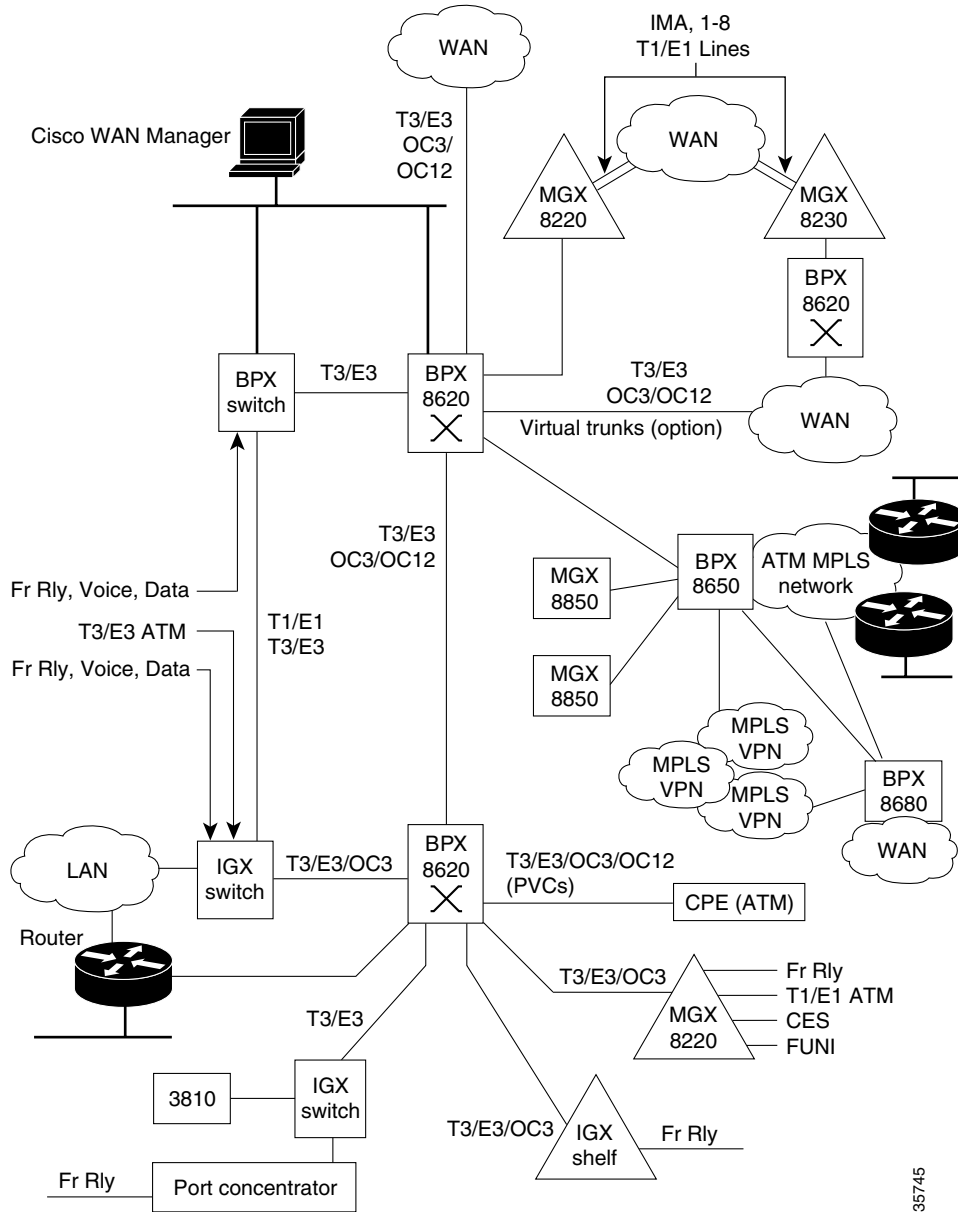 IMA, 1-8
T1/E1 Lines
WAN
T3/E3
OC3/
OC12
Cisco WAN Manager
WAN
MGX
8220
MGX
8230
BPX
8620
BPX
switch
T3/E3
BPX
8620
T3/E3
OC3/OC12
Virtual trunks (option)
WAN
T3/E3
OC3/OC12
MGX
8850
BPX
8650
ATM MPLS
network
Fr Rly, Voice, Data
T3/E3 ATM
Fr Rly, Voice, Data
T1/E1
T3/E3
MGX
8850
MPLS
VPN
MPLS
VPN
MPLS
VPN
BPX
8680
WAN
LAN
IGX
switch
T3/E3/OC3
BPX
8620
T3/E3/OC3/OC12
(PVCs)
CPE (ATM)
Router
T3/E3/OC3
MGX
8220
Fr Rly
T1/E1 ATM
CES
FUNI
T3/E3
3810
IGX
switch
T3/E3/OC3
IGX
shelf
Fr Rly
Fr Rly
Port concentrator
35745